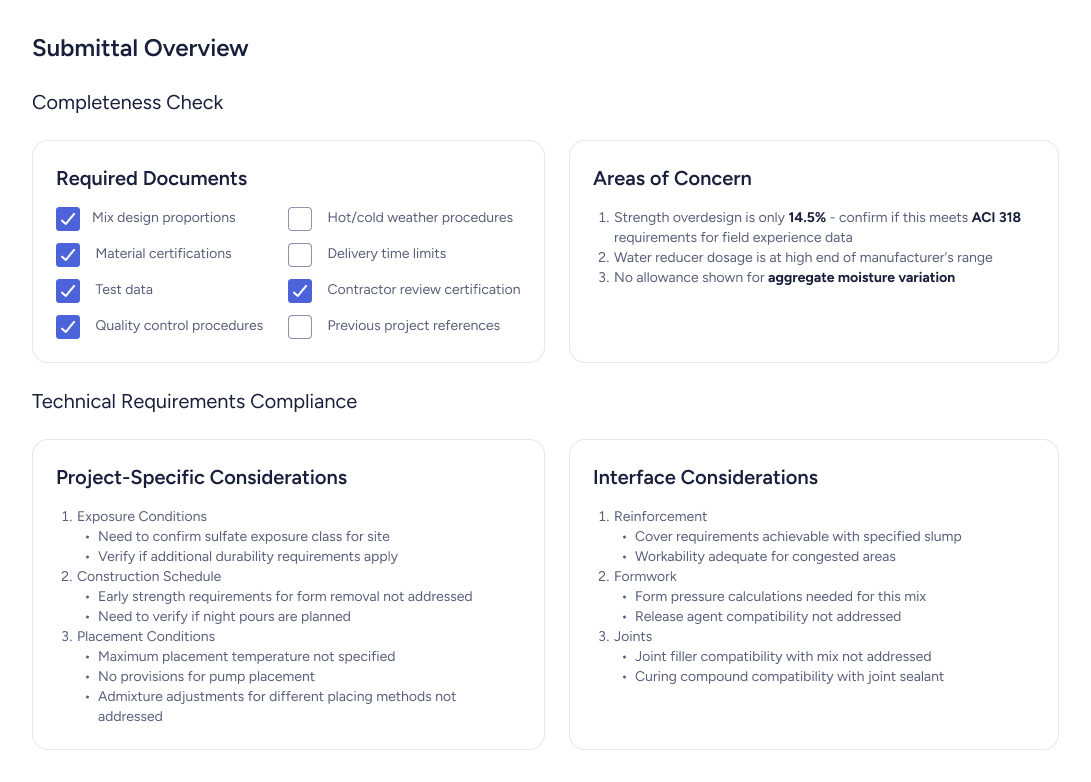 Submittal Overview
Completeness Check
Required Documents
Mix design proportions
Material certifications
Test data
Quality control procedures
Hot/cold weather procedures
Delivery time limits
Contractor review certification
Previous project references
Areas of Concern
1. Strength overdesign is only 14.5% - confirm if this meets ACI 318
requirements for field experience data
2. Water reducer dosage is at high end of manufacturer's range
3. No allowance shown for aggregate moisture variation
Technical Requirements Compliance
Project-Specific Considerations
1. Exposure Conditions
• Need to confirm sulfate exposure class for site
• Verify if additional durability requirements apply
2. Construction Schedule
• Early strength requirements for form removal not addressed
• Need to verify if night pours are planned
3. Placement Conditions
• Maximum placement temperature not specified
• No provisions for pump placement
• Admixture adjustments for different placing methods not
addressed
Interface Considerations
1. Reinforcement
• Cover requirements achievable with specified slump
• Workability adequate for congested areas
2. Formwork
• Form pressure calculations needed for this mix
• Release agent compatibility not addressed
3. Joints
• Joint filler compatibility with mix not addressed
• Curing compound compatibility with joint sealant